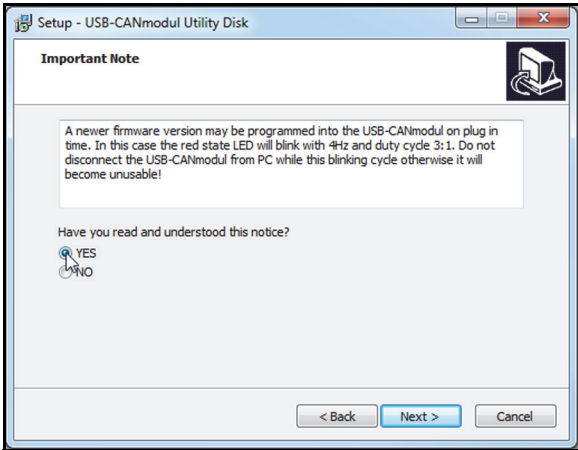 Setup - USB-CANmodul Utility Disk
Important Note
A newer firmware version may be programmed into the USB-CANmodul on plug in
time. In this case the red state LED will blink with 4Hz and duty cycle 3:1. Do not
disconnect the USB-CANmodul from PC while this blinking cycle otherwise it will
become unusable!
Have you read and understood this notice?
YES
NO
< Back Next > Cancel